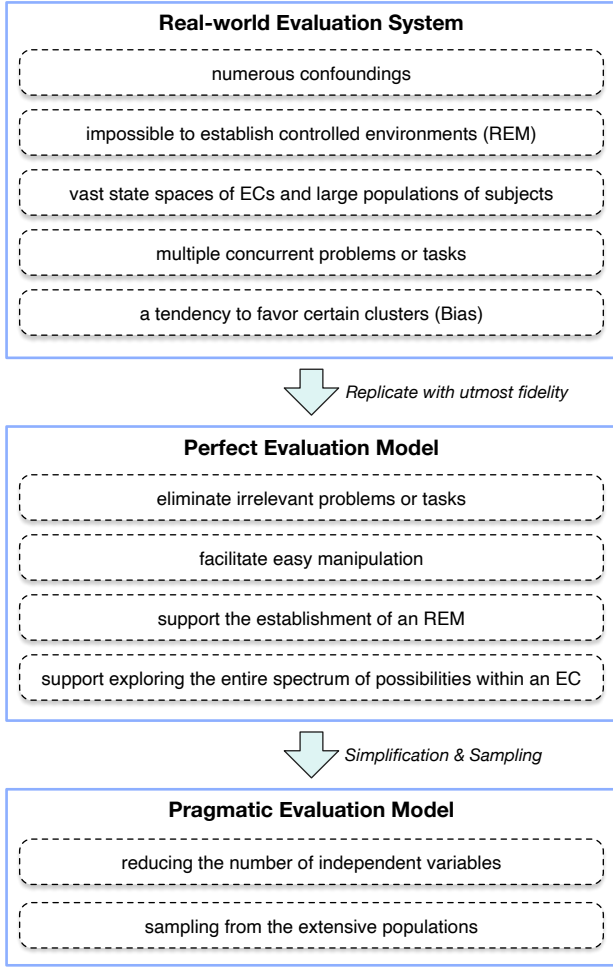 Real-world Evaluation System
numerous confoundings
impossible to establish controlled environments (REM)
vast state spaces of ECs and large populations of subjects
multiple concurrent problems or tasks
a tendency to favor certain clusters (Bias)
Replicate with utmost fidelity
Perfect Evaluation Model
eliminate irrelevant problems or tasks
facilitate easy manipulation
support the establishment of an REM
support exploring the entire spectrum of possibilities within an EC
Simplification & Sampling
Pragmatic Evaluation Model
reducing the number of independent variables
sampling from the extensive populations